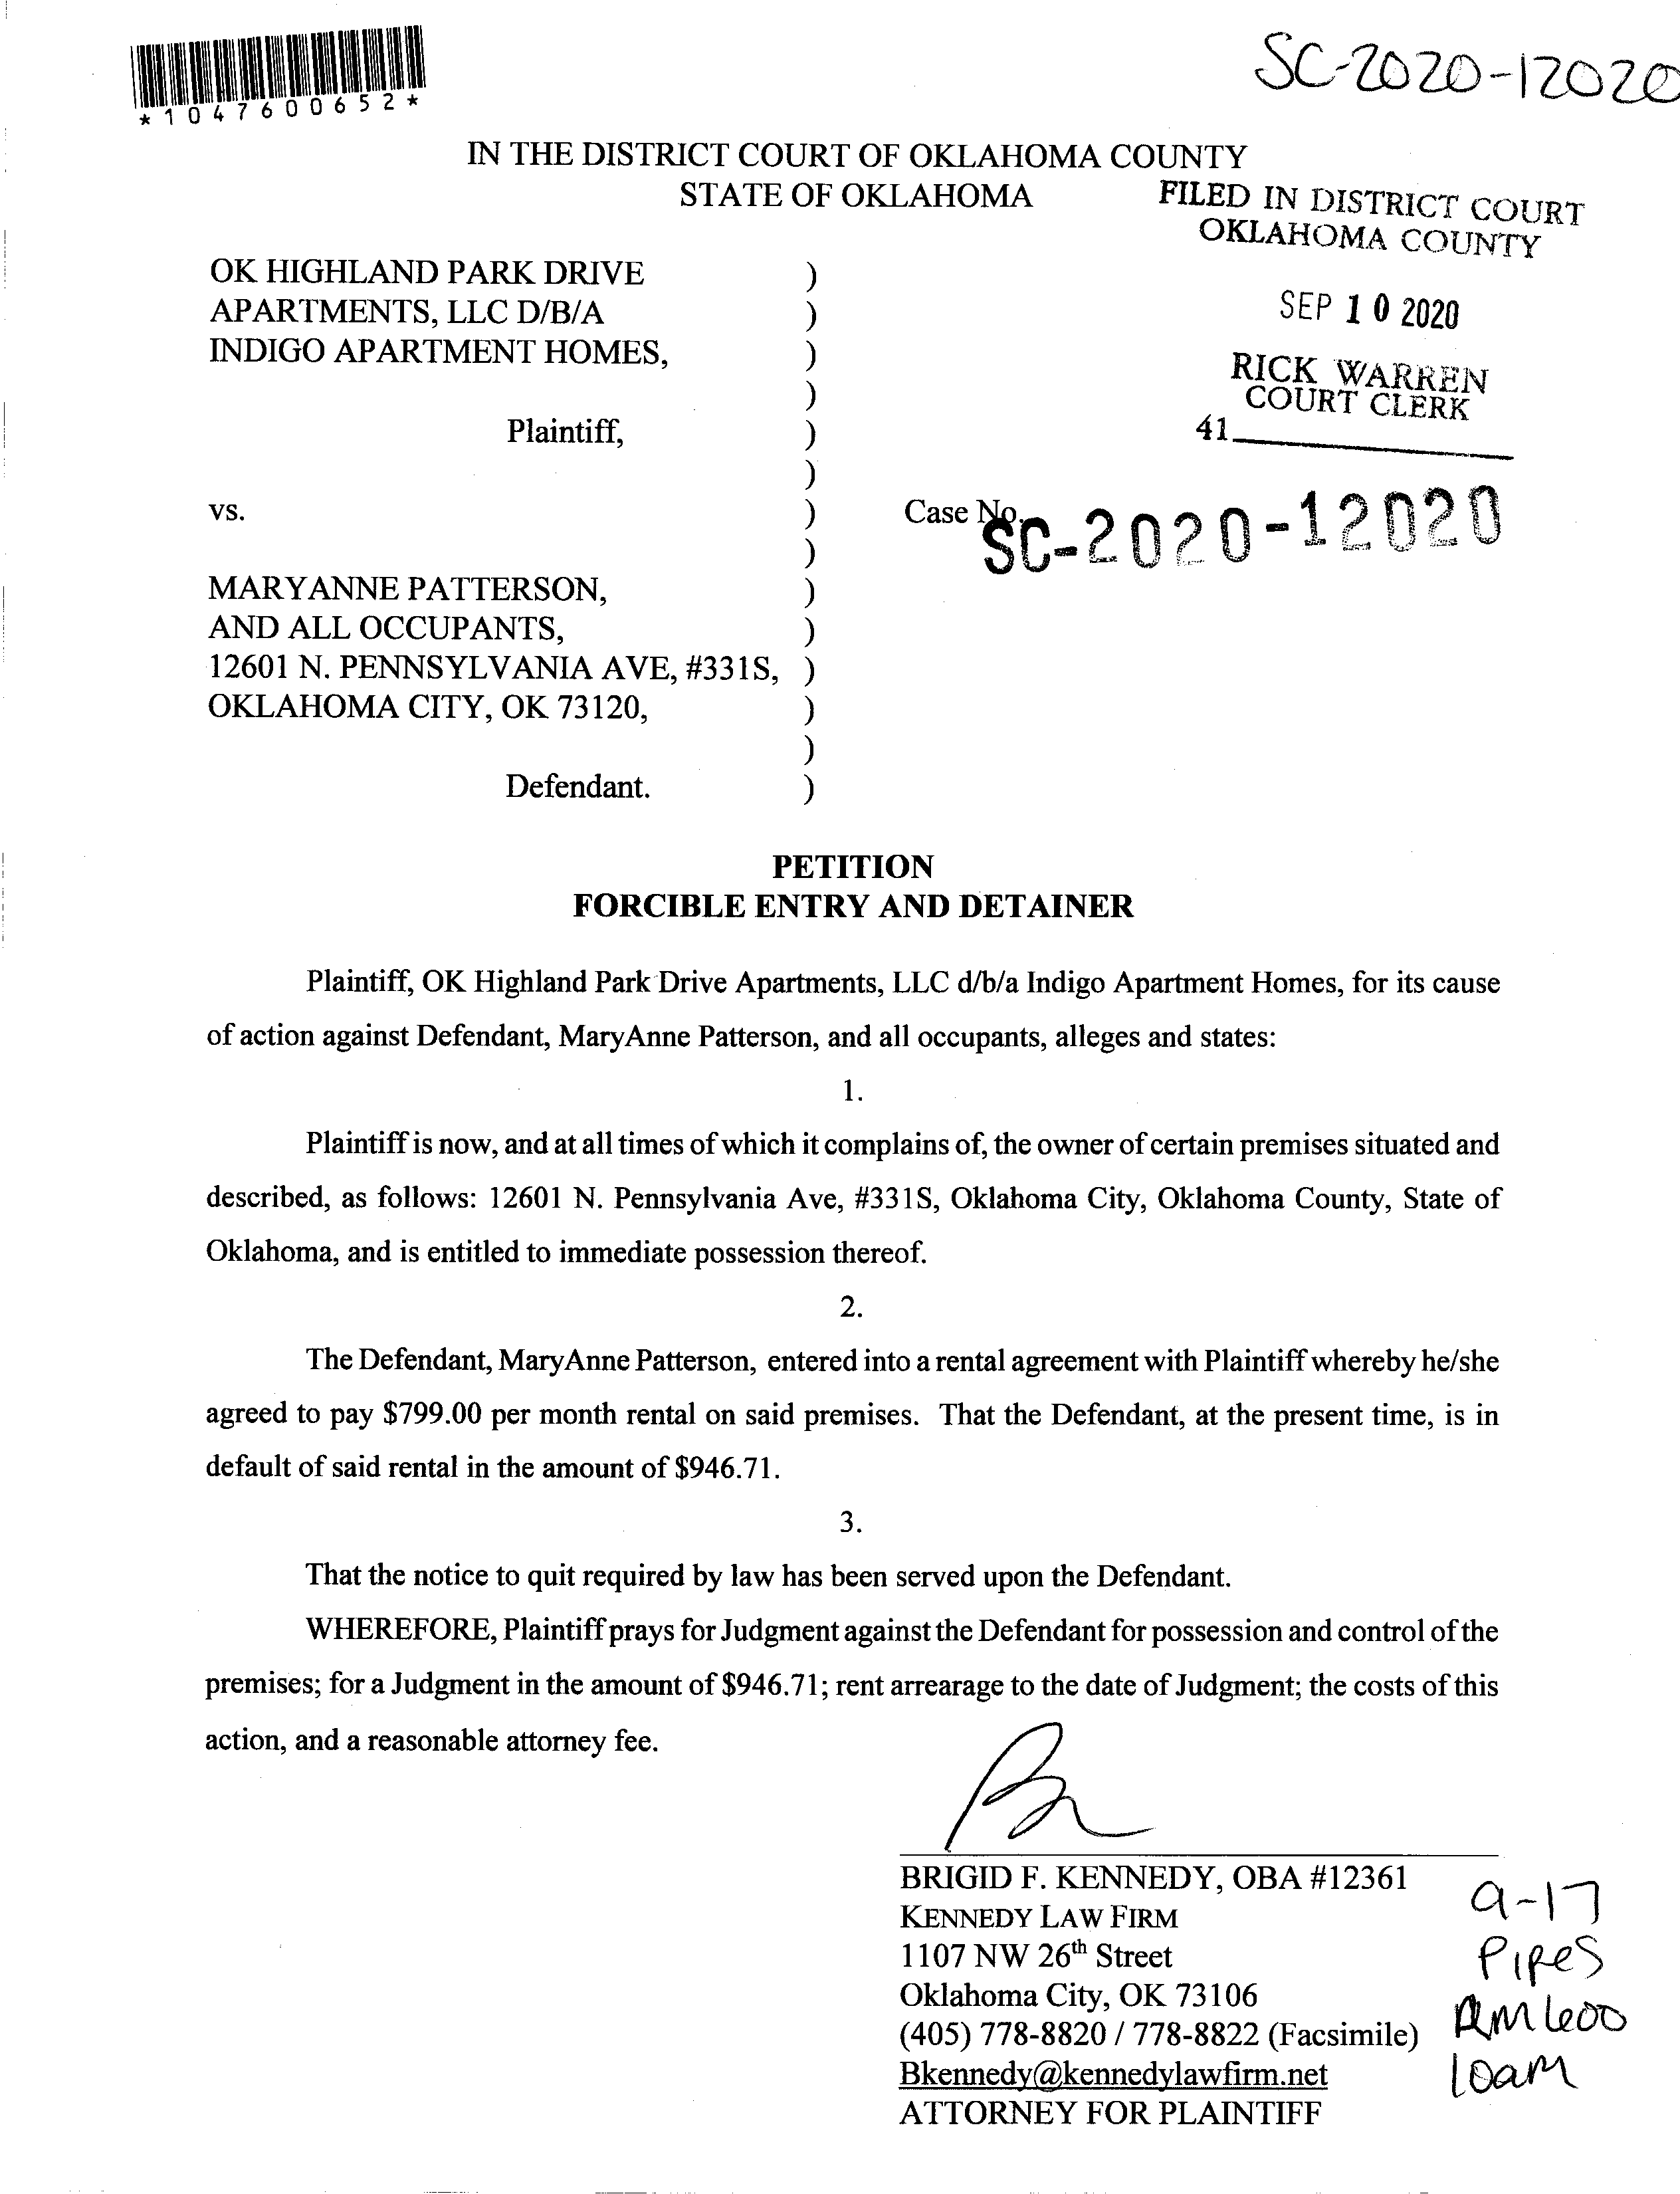 SC-2020-12020
*1047600652*
IN THE DISTRICT COURT OF OKLAHOMA COUNTY
STATE OF OKLAHOMA
FILED IN DISTRICT COURT
OKLAHOMA COUNTY
SEP 10 2020
RICK WARREN
COURT CLERK
41
OK HIGHLAND PARK DRIVE )
APARTMENTS, LLC D/B/A )
INDIGO APARTMENT HOMES, )
)
Plaintiff, )
)
vs. ) Case No. SC-2020-12020
)
MARYANNE PATTERSON, )
AND ALL OCCUPANTS, )
12601 N. PENNSYLVANIA AVE, #331S, )
OKLAHOMA CITY, OK 73120, )
)
Defendant. )
PETITION
FORCIBLE ENTRY AND DETAINER
Plaintiff, OK Highland Park Drive Apartments, LLC d/b/a Indigo Apartment Homes, for its cause
of action against Defendant, MaryAnne Patterson, and all occupants, alleges and states:
1.
Plaintiff is now, and at all times of which it complains of, the owner of certain premises situated and
described, as follows: 12601 N. Pennsylvania Ave, #331S, Oklahoma City, Oklahoma County, State of
Oklahoma, and is entitled to immediate possession thereof.
2.
The Defendant, MaryAnne Patterson, entered into a rental agreement with Plaintiff whereby he/she
agreed to pay $799.00 per month rental on said premises. That the Defendant, at the present time, is in
default of said rental in the amount of $946.71.
3.
That the notice to quit required by law has been served upon the Defendant.
WHEREFORE, Plaintiff prays for Judgment against the Defendant for possession and control of the
premises; for a Judgment in the amount of $946.71; rent arrearage to the date of Judgment; the costs of this
action, and a reasonable attorney fee.
BRIGID F. KENNEDY, OBA #12361
KENNEDY LAW FIRM
1107 NW 26th Street
Oklahoma City, OK 73106
(405) 778-8820 / 778-8822 (Facsimile)
Bkennedy@kennedylawfirm.net
ATTORNEY FOR PLAINTIFF
9-17
Pipes
RM 600
10am